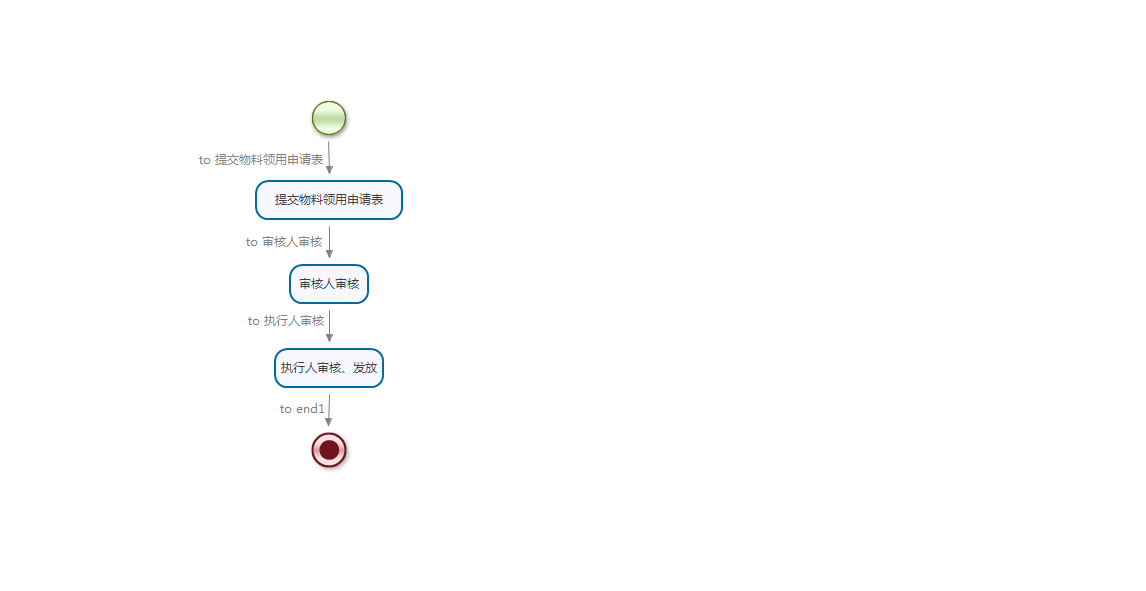 to 提交物料领用申请表
提交物料领用申请表
to 审核人审核
审核人审核
to 执行人审核
执行人审核、发放
to end1